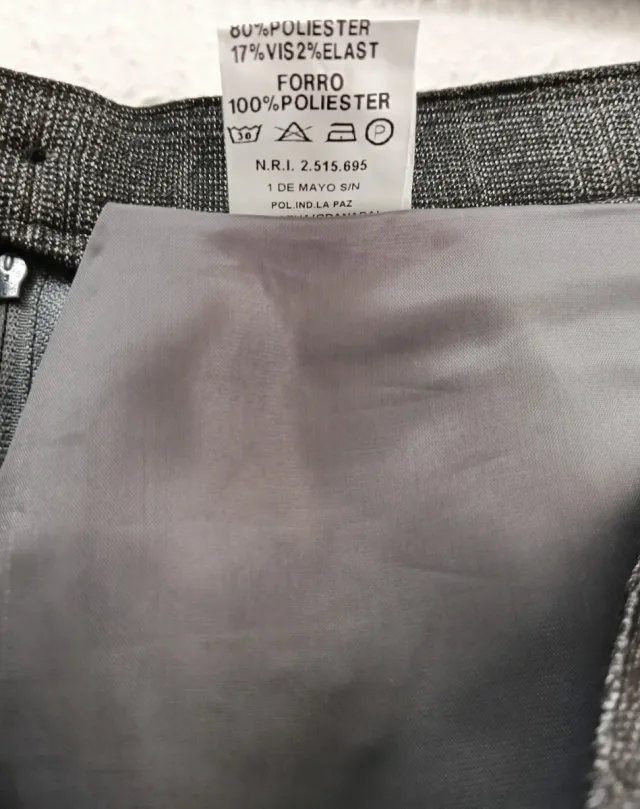 80%POLIESTER
17%VIS2%ELAST
FORRO
100%POLIESTER
30 P
N.R.I. 2.515.695
1 DE MAYO S/N
POL.IND.LA PAZ